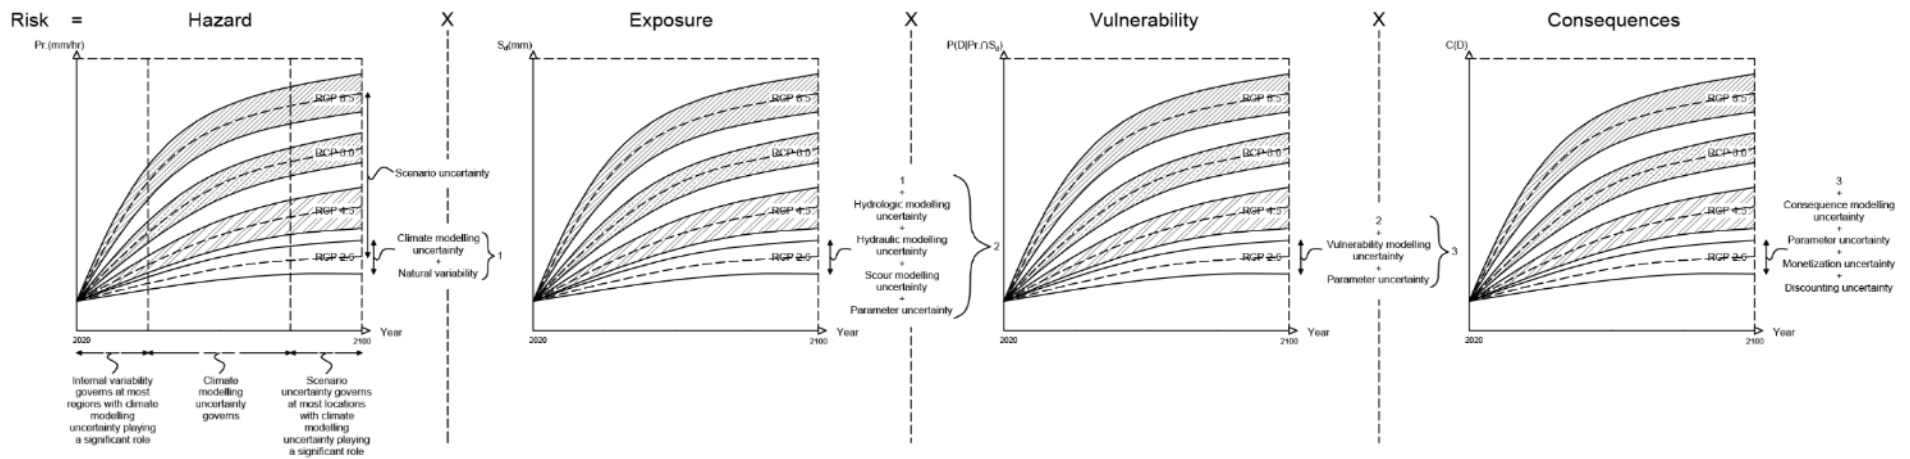 Risk = Hazard X Exposure X Vulnerability X Consequences
Pr.(mm/hr)
RCP 8.5
RCP 6.0
RCP 4.5
RCP 2.6
Year
2020
2100
Scenario uncertainty
Climate modelling
uncertainty
+
Natural variability
1
Internal variability
governs at most
regions with climate
modelling
uncertainty playing
a significant role
Climate
modelling
uncertainty
governs
Scenario
uncertainty governs
at most locations
with climate
modelling
uncertainty playing
a significant role
Sd(mm)
RCP 8.5
RCP 6.0
RCP 4.5
RCP 2.6
Year
2020
2100
1
+
Hydrologic modelling
uncertainty
+
Hydraulic modelling
uncertainty
+
Scour modelling
uncertainty
+
Parameter uncertainty
2
P(D|Pr.∩Sd)
RCP 8.5
RCP 6.0
RCP 4.5
RCP 2.6
Year
2020
2100
2
+
Vulnerability modelling
uncertainty
+
Parameter uncertainty
3
C(D)
RCP 8.5
RCP 6.0
RCP 4.5
RCP 2.6
Year
2020
2100
3
+
Consequence modelling
uncertainty
+
Parameter uncertainty
+
Monetization uncertainty
+
Discounting uncertainty